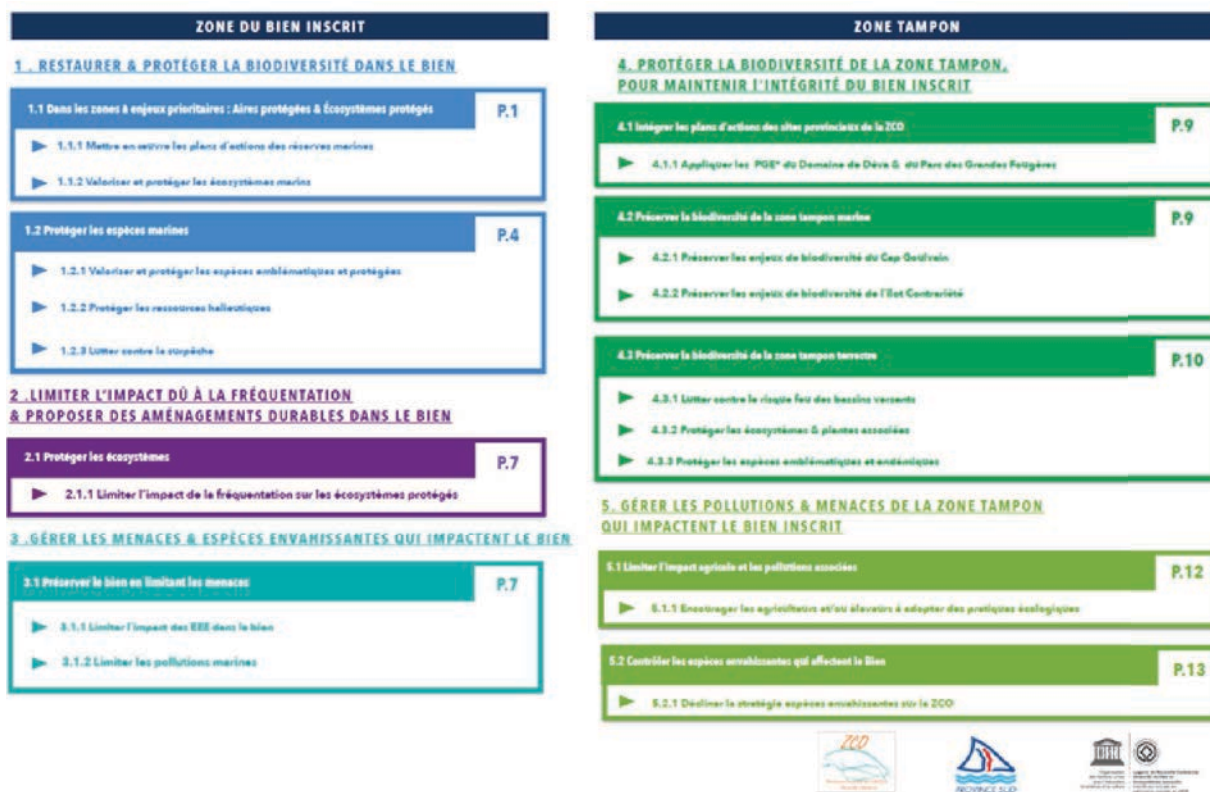 ZONE DU BIEN INSCRIT
1 . RESTAURER & PROTÉGER LA BIODIVERSITÉ DANS LE BIEN
1.1 Dans les zones à enjeux prioritaires : Aires protégées & Écosystèmes protégés
P.1
1.1.1 Mettre en œuvre les plans d'actions des réserves marines
1.1.2 Valoriser et protéger les écosystèmes marins
1.2 Protéger les espèces marines
P.4
1.2.1 Valoriser et protéger les espèces emblématiques et protégées
1.2.2 Protéger les ressources halieutiques
1.2.3 Lutter contre la surpêche
2 .LIMITER L'IMPACT DÛ À LA FRÉQUENTATION
& PROPOSER DES AMÉNAGEMENTS DURABLES DANS LE BIEN
2.1 Protéger les écosystèmes
P.7
2.1.1 Limiter l'impact de la fréquentation sur les écosystèmes protégés
3 .GÉRER LES MENACES & ESPÈCES ENVAHISSANTES QUI IMPACTENT LE BIEN
3.1 Préserver le bien en limitant les menaces
P.7
3.1.1 Limiter l'impact des EEE dans le bien
3.1.2 Limiter les pollutions marines
ZONE TAMPON
4. PROTÉGER LA BIODIVERSITÉ DE LA ZONE TAMPON,
POUR MAINTENIR l'INTÉGRITÉ DU BIEN INSCRIT
4.1 Intégrer les plans d'actions des sites provinciaux de la ZCO
P.9
4.1.1 Appliquer les PGE* du Domaine de Déva & du Parc des Grandes Fougères
4.2 Préserver la biodiversité de la zone tampon marine
P.9
4.2.1 Préserver les enjeux de biodiversité du Cap Goulvain
4.2.2 Préserver les enjeux de biodiversité de l'îlot Contrariété
4.3 Préserver la biodiversité de la zone tampon terrestre
P.10
4.3.1 Lutter contre le risque feu des bassins versants
4.3.2 Protéger les écosystèmes & plantes associées
4.3.3 Protéger les espèces emblématiques et endémiques
5. GÉRER LES POLLUTIONS & MENACES DE LA ZONE TAMPON
QUI IMPACTENT LE BIEN INSCRIT
5.1 Limiter l'impact agricole et les pollutions associées
P.12
5.1.1 Encourager les agriculteurs et/ou éleveurs à adopter des pratiques écologiques
5.2 Contrôler les espèces envahissantes qui affectent le Bien
P.13
5.2.1 Décliner la stratégie espèces envahissantes sur la ZCO
ZCO
PROVINCE SUD